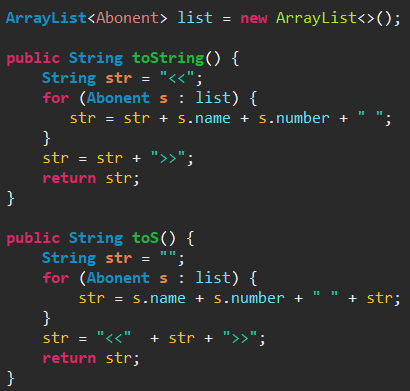 ArrayList<Abonent> list = new ArrayList<>();
public String toString() {
String str = "<<";
for (Abonent s : list) {
str = str + s.name + s.number + " ";
}
str = str + ">>";
return str;
}
public String toS() {
String str = "";
for (Abonent s : list) {
str = s.name + s.number + " " + str;
}
str = "<<"  + str + ">>";
return str;
}